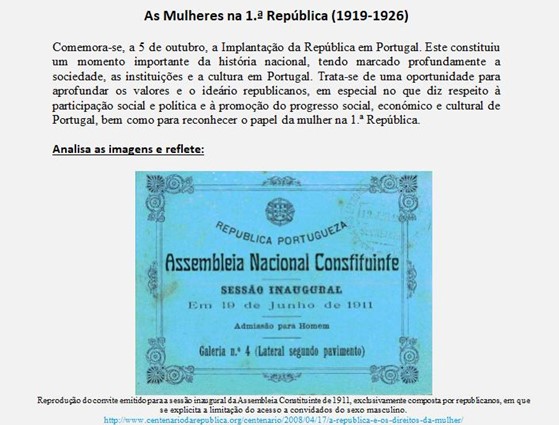 As Mulheres na 1.ª República (1919-1926)
Comemora-se, a 5 de outubro, a Implantação da República em Portugal. Este constituiu
um momento importante da história nacional, tendo marcado profundamente a
sociedade, as instituições e a cultura em Portugal. Trata-se de uma oportunidade para
aprofundar os valores e o ideário republicanos, em especial no que diz respeito à
participação social e política e à promoção do progresso social, económico e cultural de
Portugal, bem como para reconhecer o papel da mulher na 1.ª República.
Analisa as imagens e reflete:
REPUBLICA PORTUGUEZA
Assembleia Nacional Constituinte
SESSÃO INAUGURAL
Em 19 de Junho de 1911
Admissão para Homem
Galeria n.º 4 (Lateral segundo pavimento)
Reprodução do convite emitido para a sessão inaugural da Assembleia Constituinte de 1911, exclusivamente composta por republicanos, em que
se explicita a limitação do acesso a convidados do sexo masculino.
http://www.centenariodarepublica.org/centenario/2008/04/17/a-republica-e-os-direitos-da-mulher/